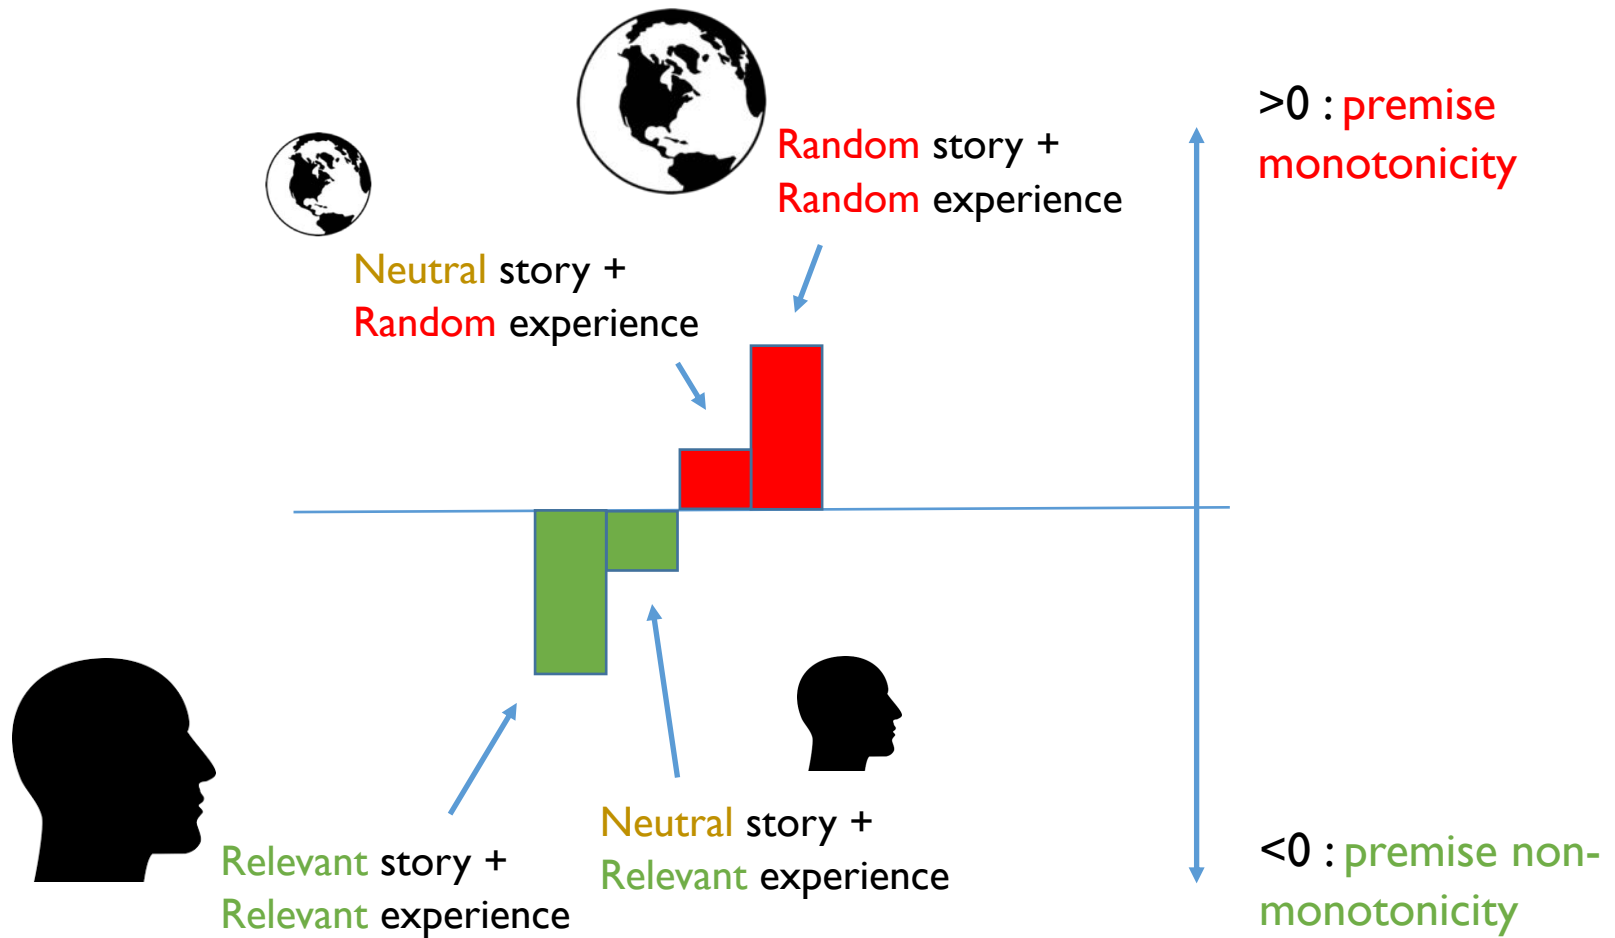 >0 : premise
monotonicity
Random story +
Random experience
Neutral story +
Random experience
Neutral story +
Relevant experience
Relevant story +
Relevant experience
<0 : premise non-
monotonicity